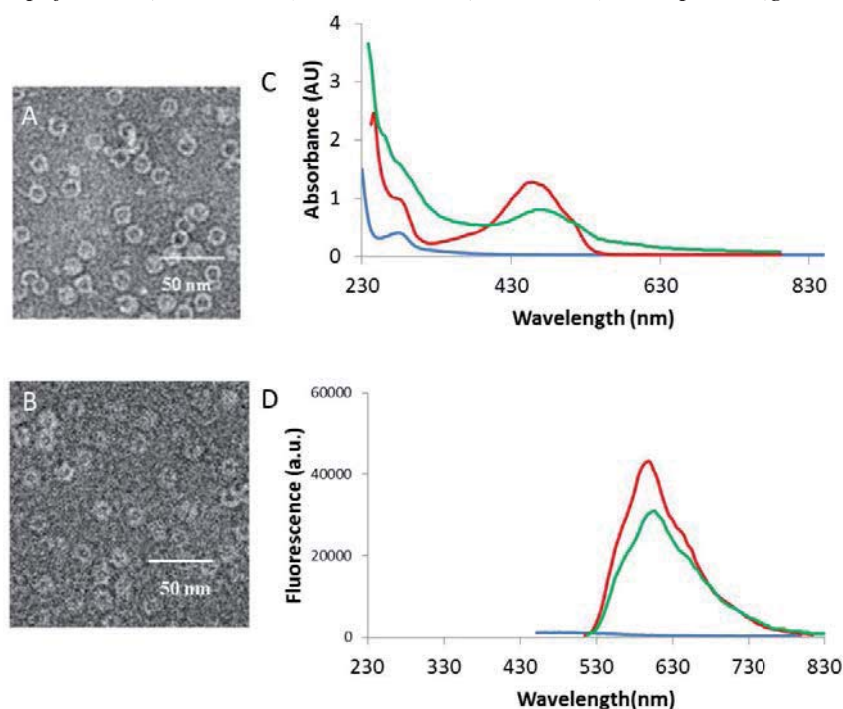 A
50 nm
B
50 nm
C
Absorbance (AU)
4
3
2
1
0
230
430
630
830
Wavelength (nm)
D
Fluorescence (a.u.)
60000
40000
20000
0
230
330
430
530
630
730
830
Wavelength(nm)